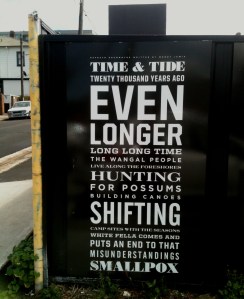 TIME & TIDE
TWENTY THOUSAND YEARS AGO
EVEN
LONGER
LONG LONG TIME
THE WANGAL PEOPLE
LIVE ALONG THE FORESHORES
HUNTING
FOR POSSUMS
BUILDING CANOES
SHIFTING
CAMP SITES WITH THE SEASONS
WHITE FELLA COMES AND
PUTS AN END TO THAT
MISUNDERSTANDINGS
SMALLPOX